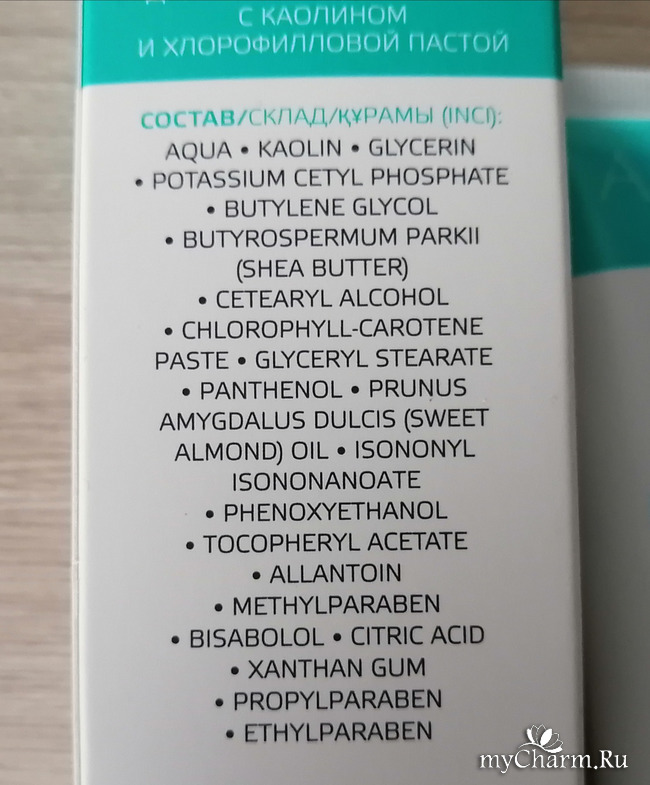 С КАОЛИНОМ
И ХЛОРОФИЛЛОВОЙ ПАСТОЙ
СОСТАВ/СКЛАД/ҚҰРАМЫ (INCI):
AQUA • KAOLIN • GLYCERIN
• POTASSIUM CETYL PHOSPHATE
• BUTYLENE GLYCOL
• BUTYROSPERMUM PARKII
(SHEA BUTTER)
• CETEARYL ALCOHOL
• CHLOROPHYLL-CAROTENE
PASTE • GLYCERYL STEARATE
• PANTHENOL • PRUNUS
AMYGDALUS DULCIS (SWEET
ALMOND) OIL • ISONONYL
ISONONANOATE
• PHENOXYETHANOL
• TOCOPHERYL ACETATE
• ALLANTOIN
• METHYLPARABEN
• BISABOLOL • CITRIC ACID
• XANTHAN GUM
• PROPYLPARABEN
• ETHYLPARABEN
myCharm.Ru